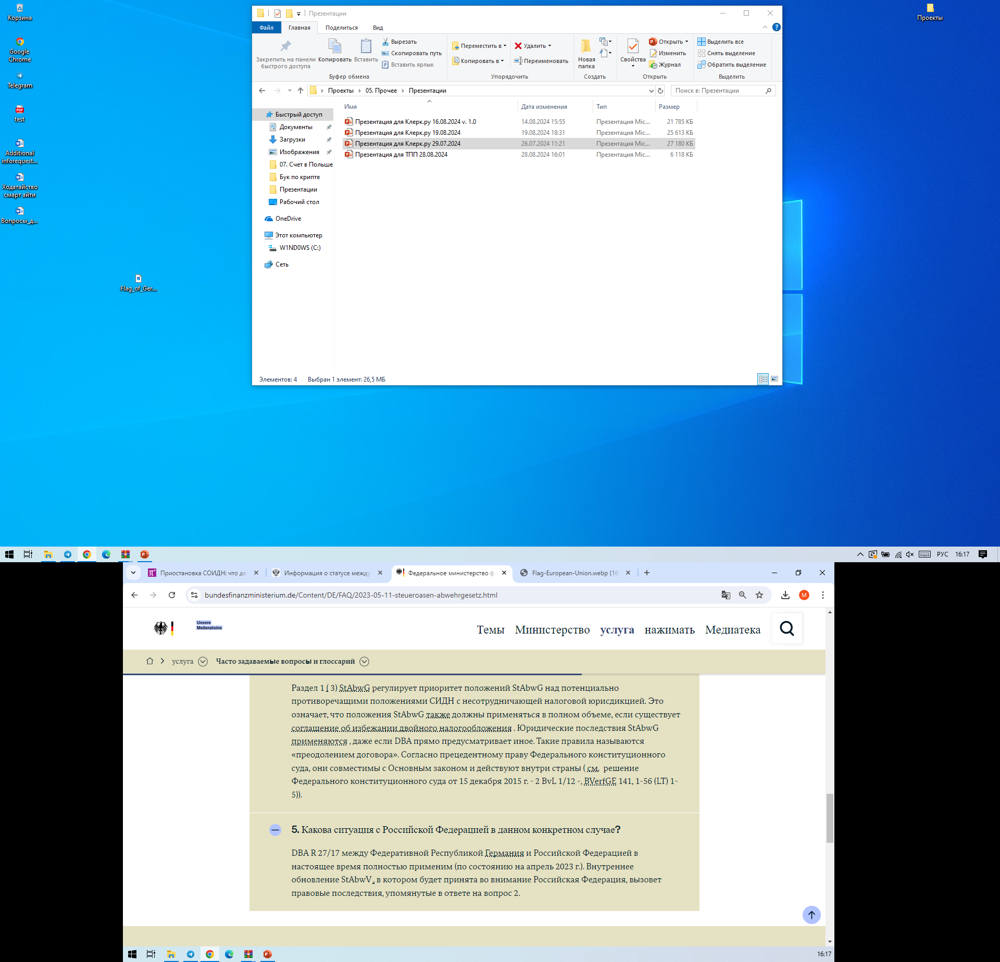 Корзина
Google
Chrome
Telegram
test
Additional
inforequest...
Ходатайство
смарт айти
Вопросы_д...
Flag_of_Ger...
Проекты
Презентации
Файл Главная Поделиться Вид
Закрепить на панели
быстрого доступа
Копировать
Вставить
Вырезать
Скопировать путь
Вставить ярлык
Буфер обмена
Переместить в
Копировать в
Удалить
Переименовать
Упорядочить
Новая
папка
Создать
Свойства
Открыть
Изменить
Журнал
Открыть
Выделить все
Снять выделение
Обратить выделение
Выделить
Проекты › 05. Прочее › Презентации
Поиск в: Презентации
Быстрый доступ
Документы
Загрузки
Изображения
07. Счет в Польше
Бук по крипте
Презентации
Рабочий стол
OneDrive
Этот компьютер
W1ND0WS (C:)
Сеть
Имя Дата изменения Тип Размер
Презентация для Клерк.ру 16.08.2024 v. 1.0 14.08.2024 15:55 Презентация Mic... 21 785 КБ
Презентация для Клерк.ру 19.08.2024 19.08.2024 18:31 Презентация Mic... 25 613 КБ
Презентация для Клерк.ру 29.07.2024 26.07.2024 11:21 Презентация Mic... 27 180 КБ
Презентация для ТПП 28.08.2024 28.08.2024 16:01 Презентация Mic... 6 118 КБ
Элементов: 4 Выбран 1 элемент: 26,5 МБ
РУС 16:17
Приостановка СОИДН: что де
Информация о статусе между
Федеральное министерство ф
Flag-European-Union.webp (16
bundesfinanzministerium.de/Content/DE/FAQ/2023-05-11-steueroasen-abwehrgesetz.html
M
Unsere
Meilensteine
Темы Министерство услуга нажимать Медиатека
услуга Часто задаваемые вопросы и глоссарий
Раздел 1 ( 3) StAbwG регулирует приоритет положений StAbwG над потенциально
противоречащими положениями СИДН с несотрудничающей налоговой юрисдикцией. Это
означает, что положения StAbwG также должны применяться в полном объеме, если существует
соглашение об избежании двойного налогообложения . Юридические последствия StAbwG
применяются , даже если DBA прямо предусматривает иное. Такие правила называются
«преодолением договора». Согласно прецедентному праву Федерального конституционного
суда, они совместимы с Основным законом и действуют внутри страны ( см. решение
Федерального конституционного суда от 15 декабря 2015 г. - 2 BvL 1/12 -, BVerfGE 141, 1-56 (LT) 1-
5)).
5. Какова ситуация с Российской Федерацией в данном конкретном случае?
DBA R 27/17 между Федеративной Республикой Германия и Российской Федерацией в
настоящее время полностью применим (по состоянию на апрель 2023 г.). Внутреннее
обновление StAbwV , в котором будет принята во внимание Российская Федерация, вызовет
правовые последствия, упомянутые в ответе на вопрос 2.
16:17